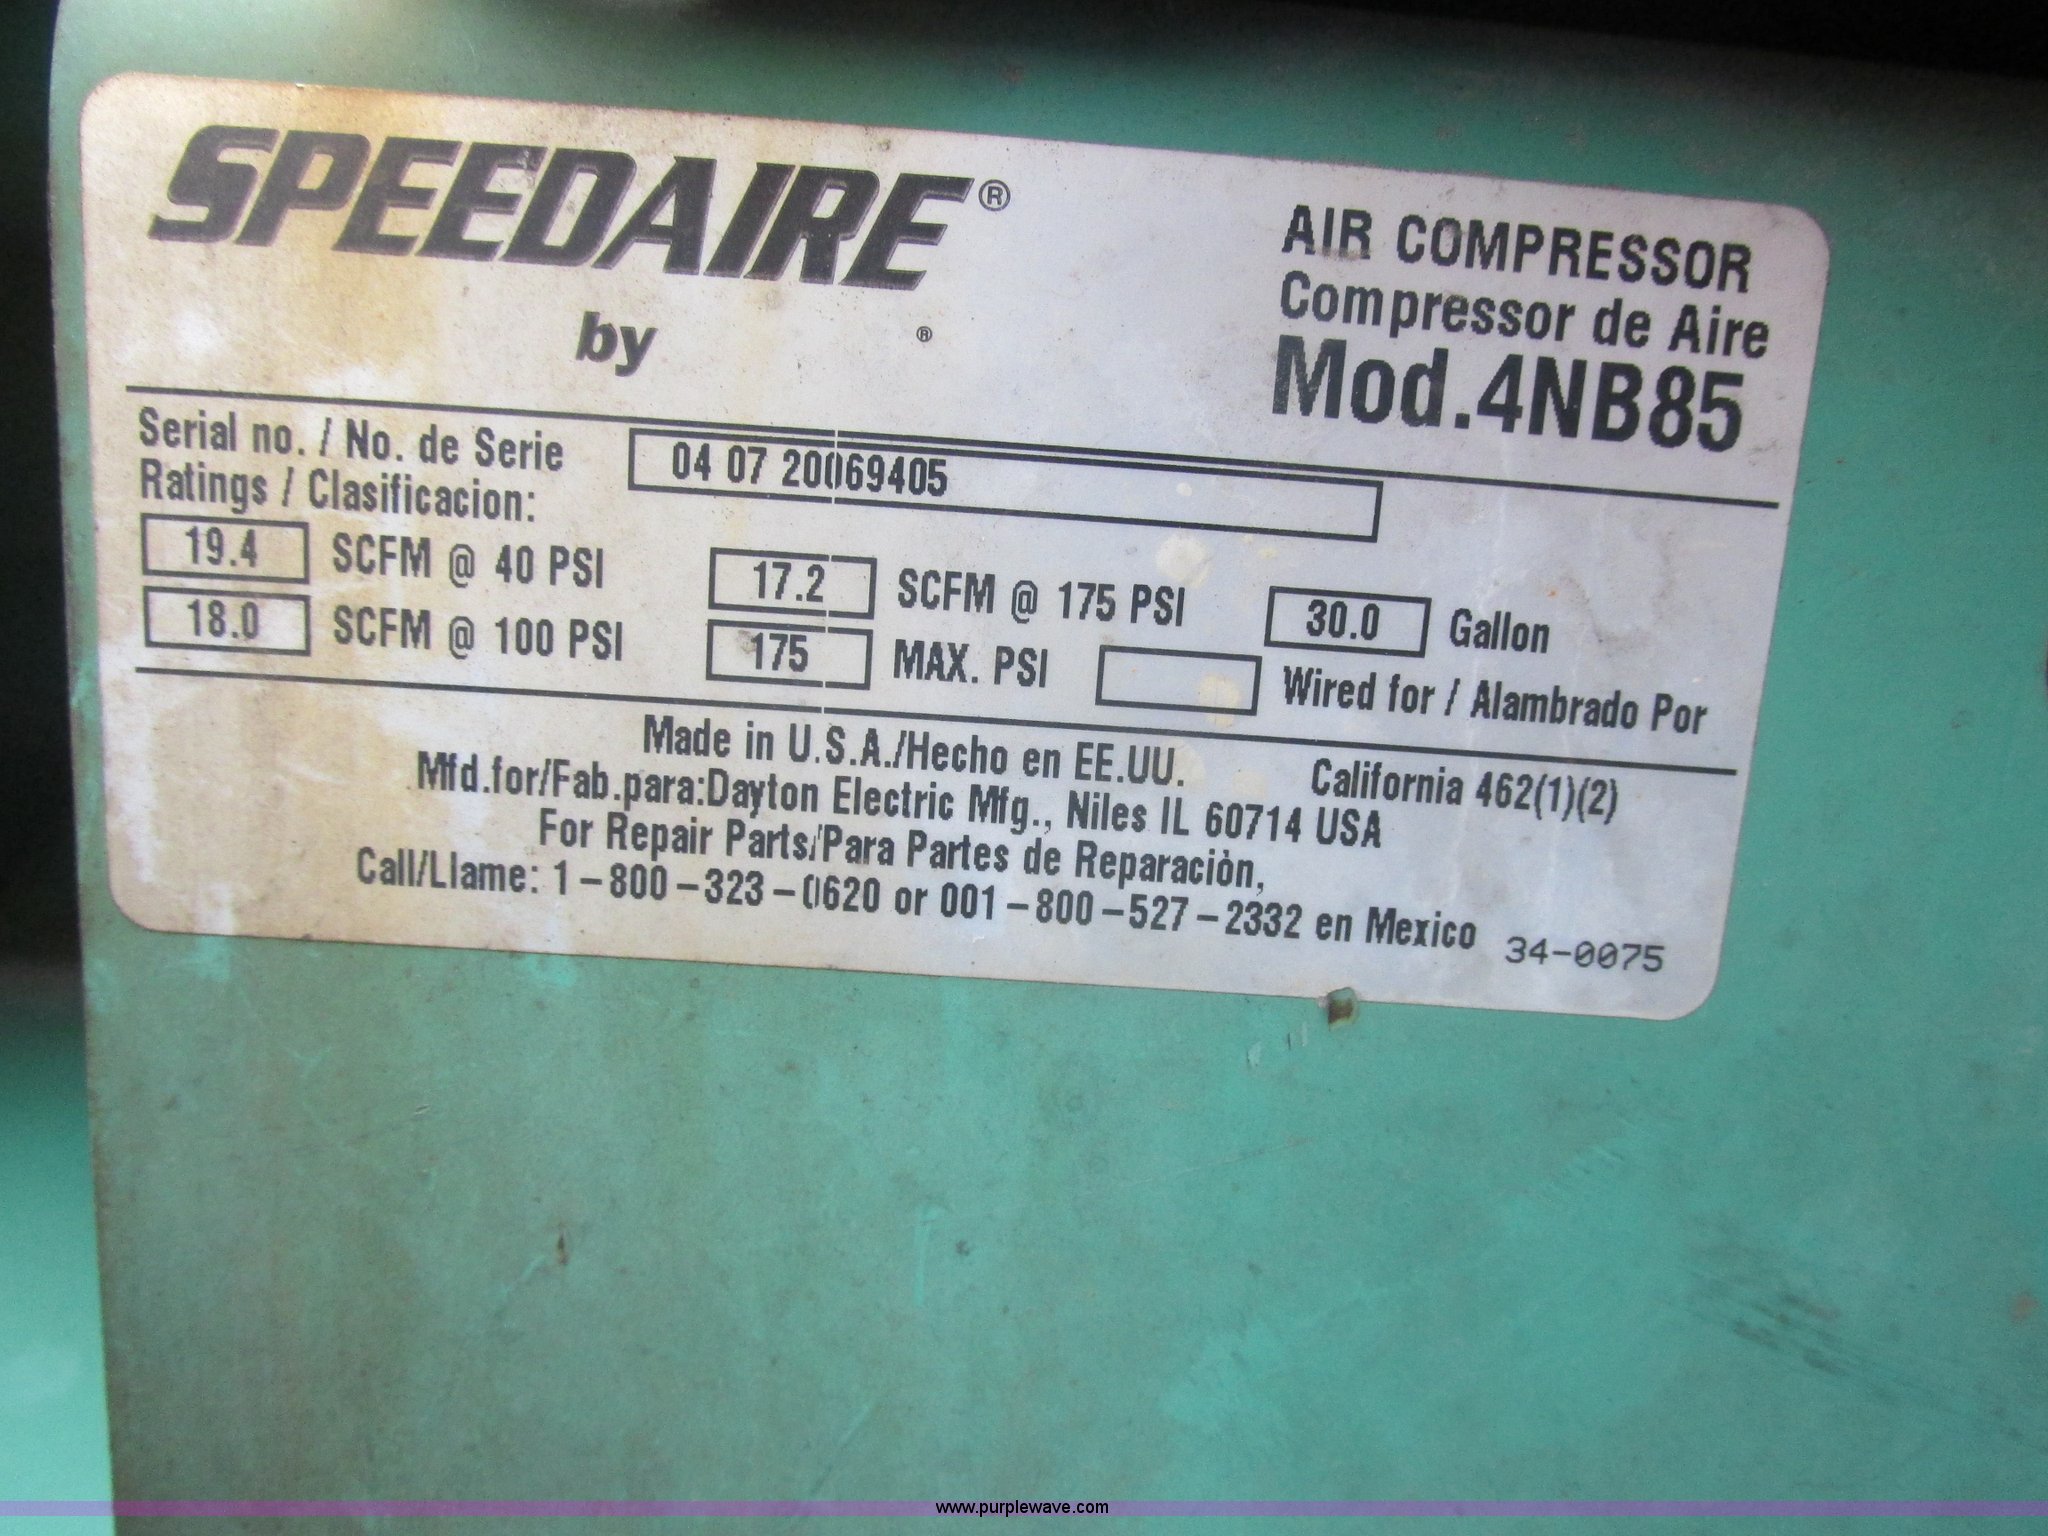 SPEEDAIRE®
by ®
AIR COMPRESSOR
Compressor de Aire
Mod.4NB85
Serial no. / No. de Serie 04 07 20069405
Ratings / Clasificacion:
19.4 SCFM @ 40 PSI 17.2 SCFM @ 175 PSI 30.0 Gallon
18.0 SCFM @ 100 PSI 175 MAX. PSI Wired for / Alambrado Por
Made in U.S.A./Hecho en EE.UU. California 462(1)(2)
Mfd.for/Fab.para:Dayton Electric Mfg., Niles IL 60714 USA
For Repair Parts/Para Partes de Reparaciòn,
Call/Llame: 1-800-323-0620 or 001-800-527-2332 en Mexico 34-0075
www.purplewave.com